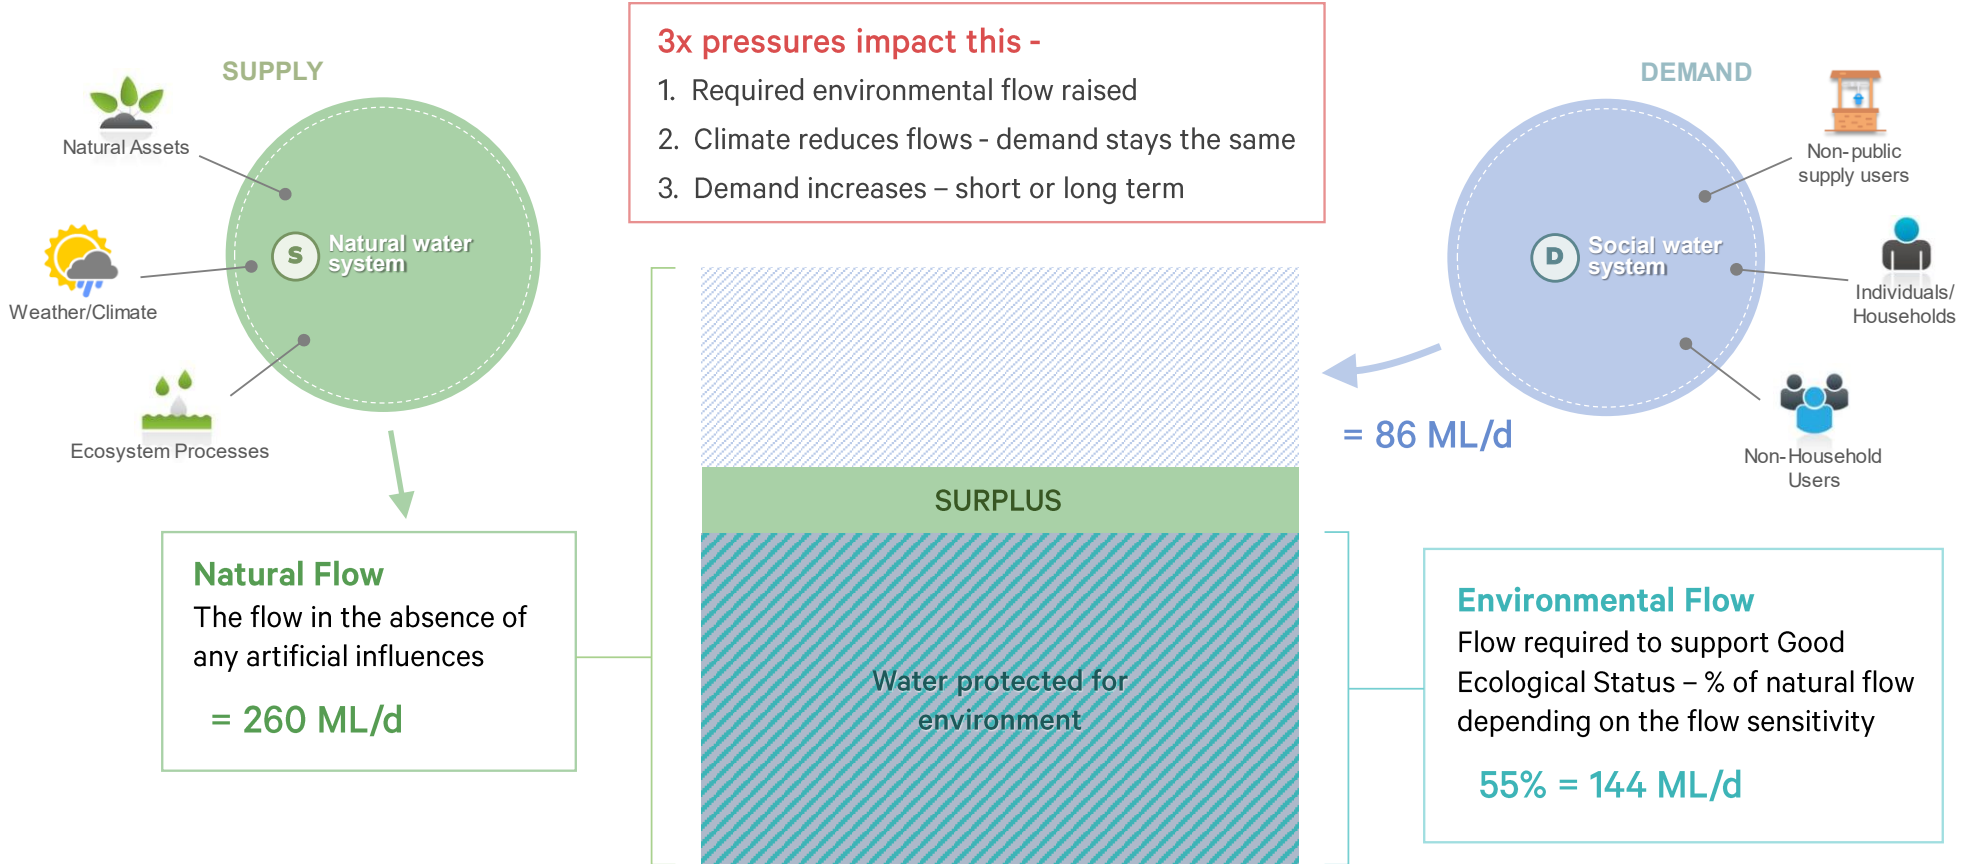 SUPPLY
Natural Assets
Weather/Climate
Ecosystem Processes
S
Natural water
system
3x pressures impact this -
1. Required environmental flow raised
2. Climate reduces flows - demand stays the same
3. Demand increases – short or long term
DEMAND
D
Social water
system
Non-public
supply users
Individuals/
Households
Non-Household
Users
= 86 ML/d
SURPLUS
Water protected for
environment
Natural Flow
The flow in the absence of
any artificial influences
= 260 ML/d
Environmental Flow
Flow required to support Good
Ecological Status – % of natural flow
depending on the flow sensitivity
55% = 144 ML/d